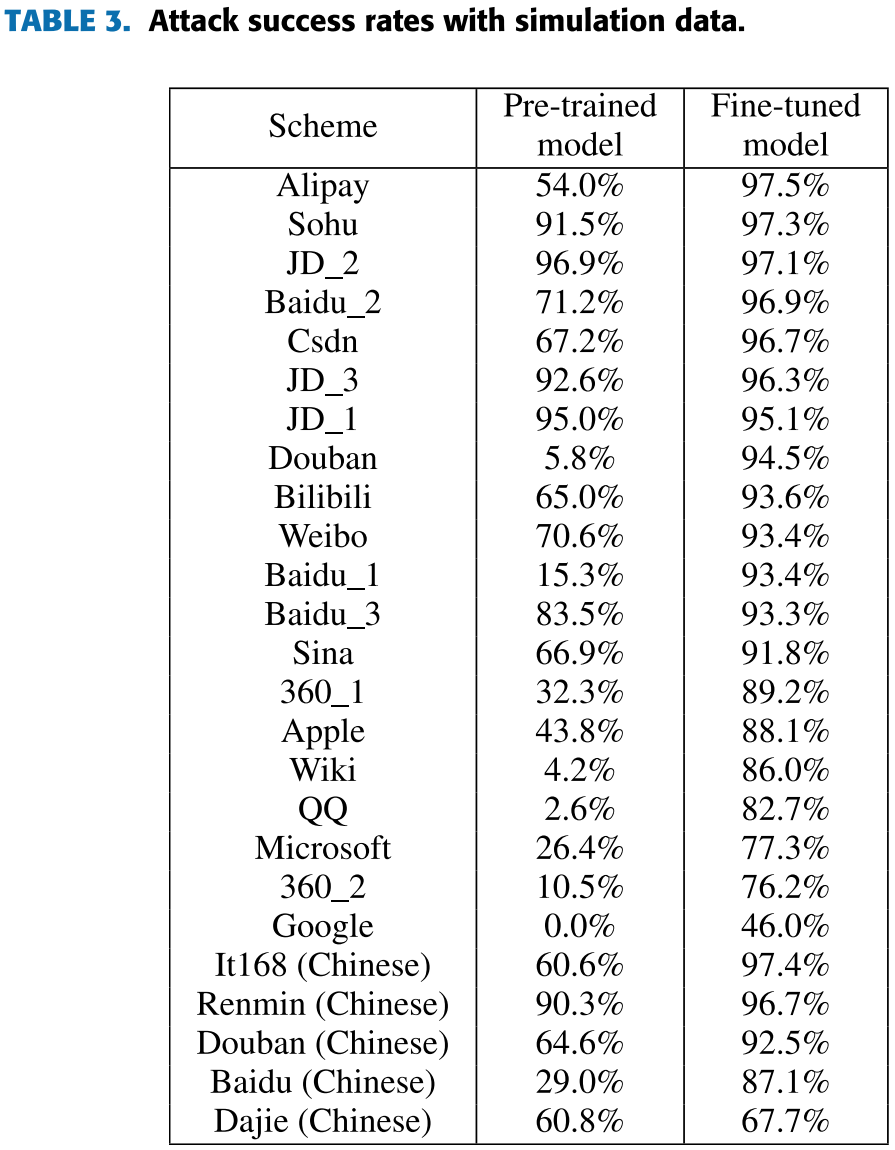 TABLE 3. Attack success rates with simulation data.
Scheme Pre-trained model Fine-tuned model
Alipay 54.0% 97.5%
Sohu 91.5% 97.3%
JD_2 96.9% 97.1%
Baidu_2 71.2% 96.9%
Csdn 67.2% 96.7%
JD_3 92.6% 96.3%
JD_1 95.0% 95.1%
Douban 5.8% 94.5%
Bilibili 65.0% 93.6%
Weibo 70.6% 93.4%
Baidu_1 15.3% 93.4%
Baidu_3 83.5% 93.3%
Sina 66.9% 91.8%
360_1 32.3% 89.2%
Apple 43.8% 88.1%
Wiki 4.2% 86.0%
QQ 2.6% 82.7%
Microsoft 26.4% 77.3%
360_2 10.5% 76.2%
Google 0.0% 46.0%
It168 (Chinese) 60.6% 97.4%
Renmin (Chinese) 90.3% 96.7%
Douban (Chinese) 64.6% 92.5%
Baidu (Chinese) 29.0% 87.1%
Dajie (Chinese) 60.8% 67.7%